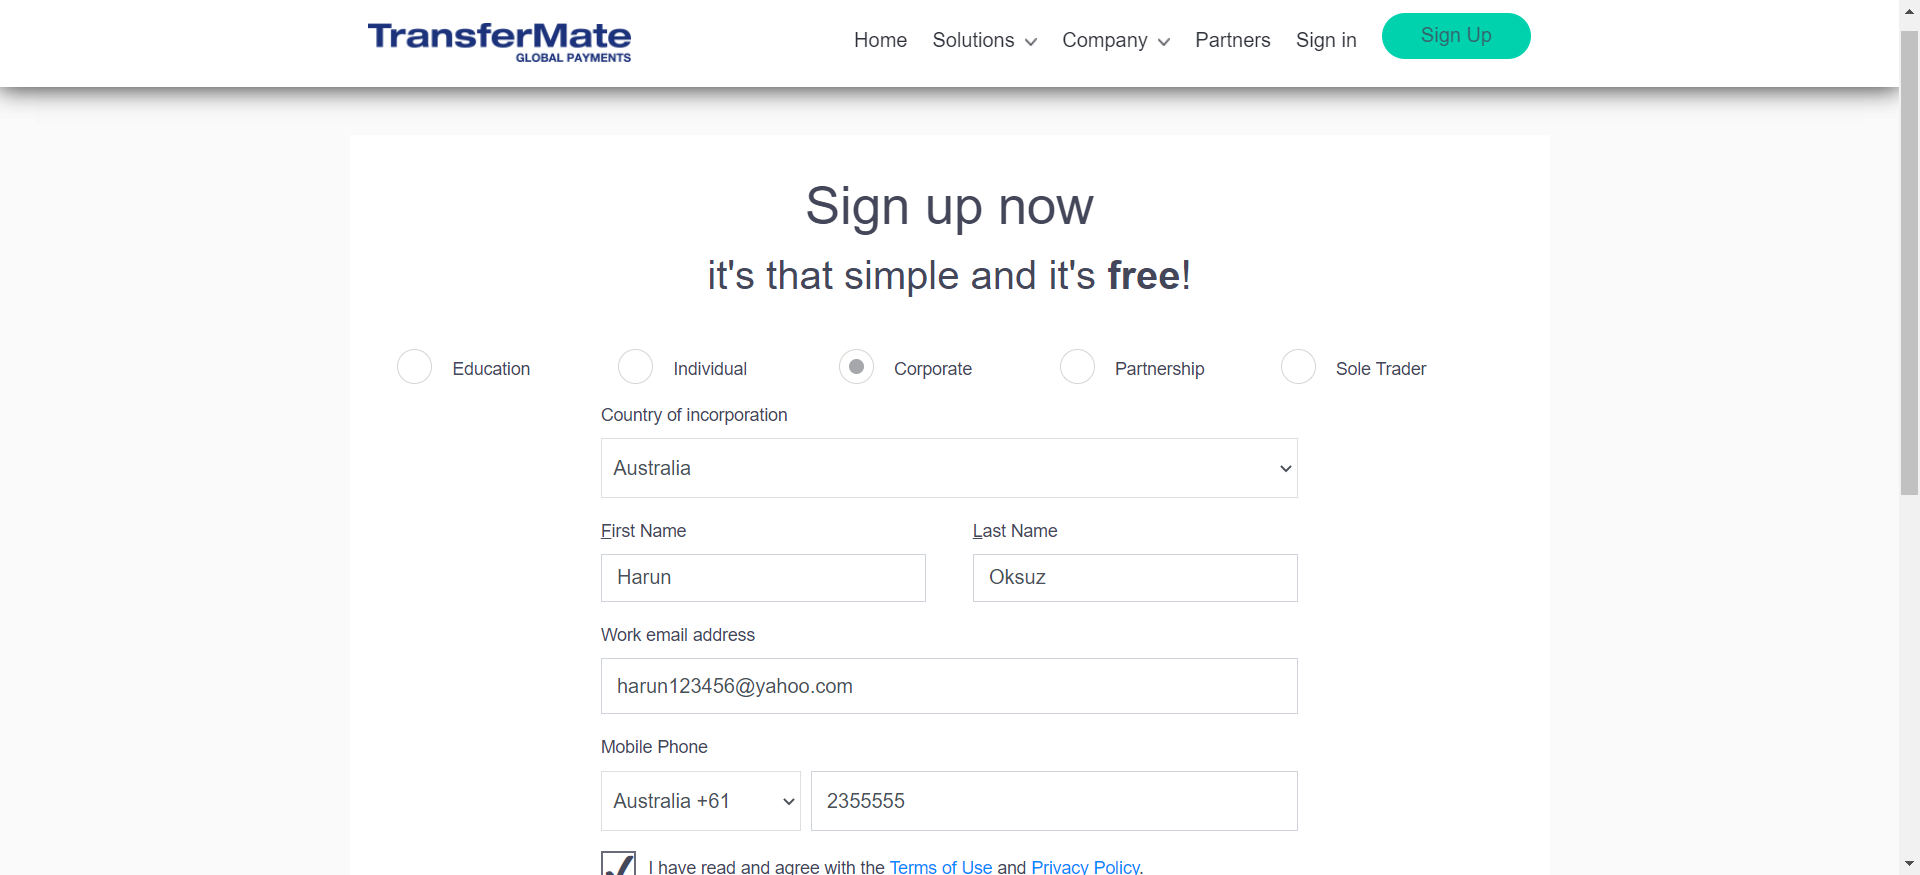 TransferMate
GLOBAL PAYMENTS
Home Solutions Company Partners Sign in Sign Up
Sign up now
it's that simple and it's free!
Education Individual Corporate Partnership Sole Trader
Country of incorporation
Australia
First Name Last Name
Harun Oksuz
Work email address
harun123456@yahoo.com
Mobile Phone
Australia +61 2355555
I have read and agree with the Terms of Use and Privacy Policy.